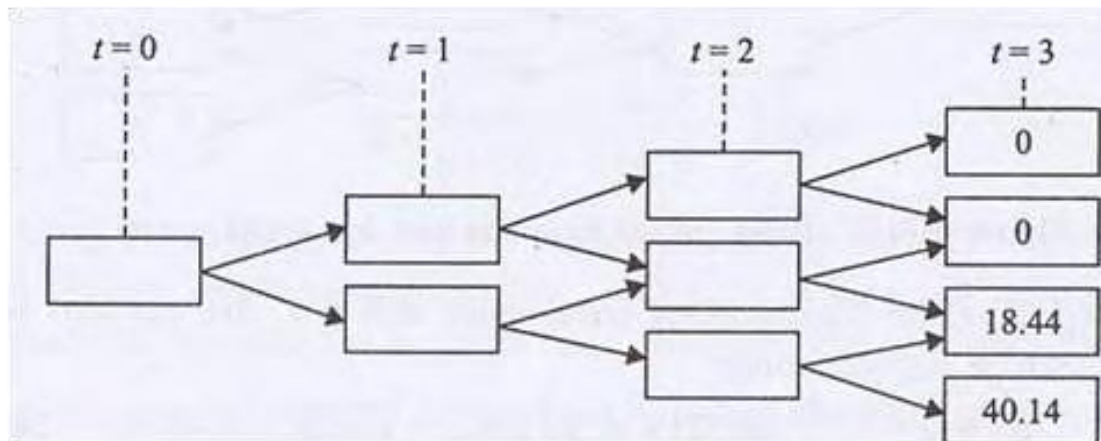 t = 0 t = 1 t = 2 t = 3
0
0
18.44
40.14